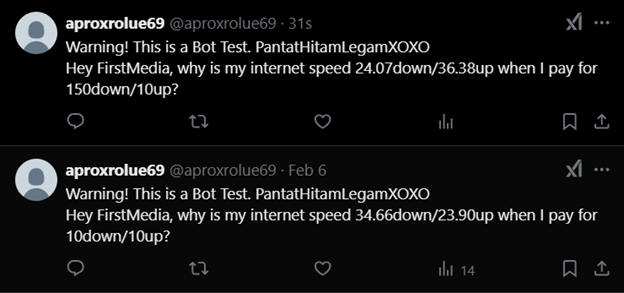 aproxrolue69 @aproxrolue69 · 31s
Warning! This is a Bot Test. PantatHitamLegamXOXO
Hey FirstMedia, why is my internet speed 24.07down/36.38up when I pay for
150down/10up?
aproxrolue69 @aproxrolue69 · Feb 6
Warning! This is a Bot Test. PantatHitamLegamXOXO
Hey FirstMedia, why is my internet speed 34.66down/23.90up when I pay for
10down/10up?
14